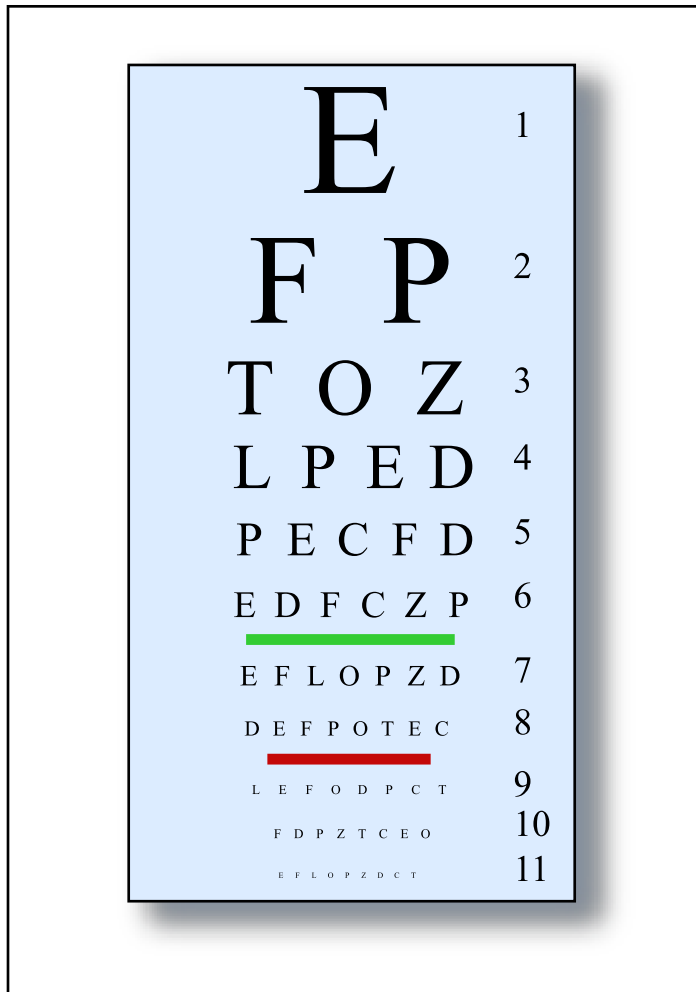 E 1
F P 2
T O Z 3
L P E D 4
P E C F D 5
E D F C Z P 6
E F L O P Z D 7
D E F P O T E C 8
L E F O D P C T 9
F D P Z T C E O 10
E F L O P Z D C T 11